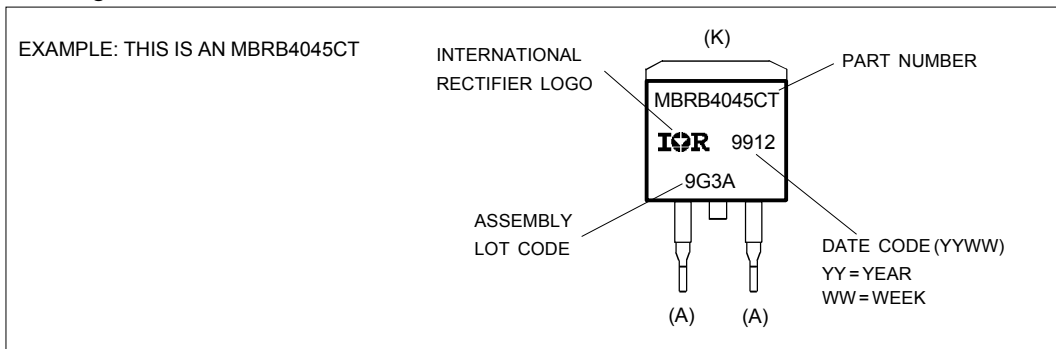 EXAMPLE: THIS IS AN MBRB4045CT
INTERNATIONAL
RECTIFIER LOGO
(K)
PART NUMBER
MBRB4045CT
IOR 9912
9G3A
ASSEMBLY
LOT CODE
DATE CODE (YYWW)
YY = YEAR
WW = WEEK
(A) (A)